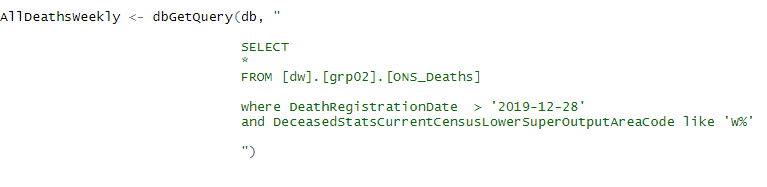 AllDeathsWeekly <- dbGetQuery(db, "
SELECT
*
FROM [dw].[grp02].[ONS_Deaths]
where DeathRegistrationDate  > '2019-12-28'
and DeceasedStatsCurrentCensusLowerSuperOutputAreaCode like 'W%'
")